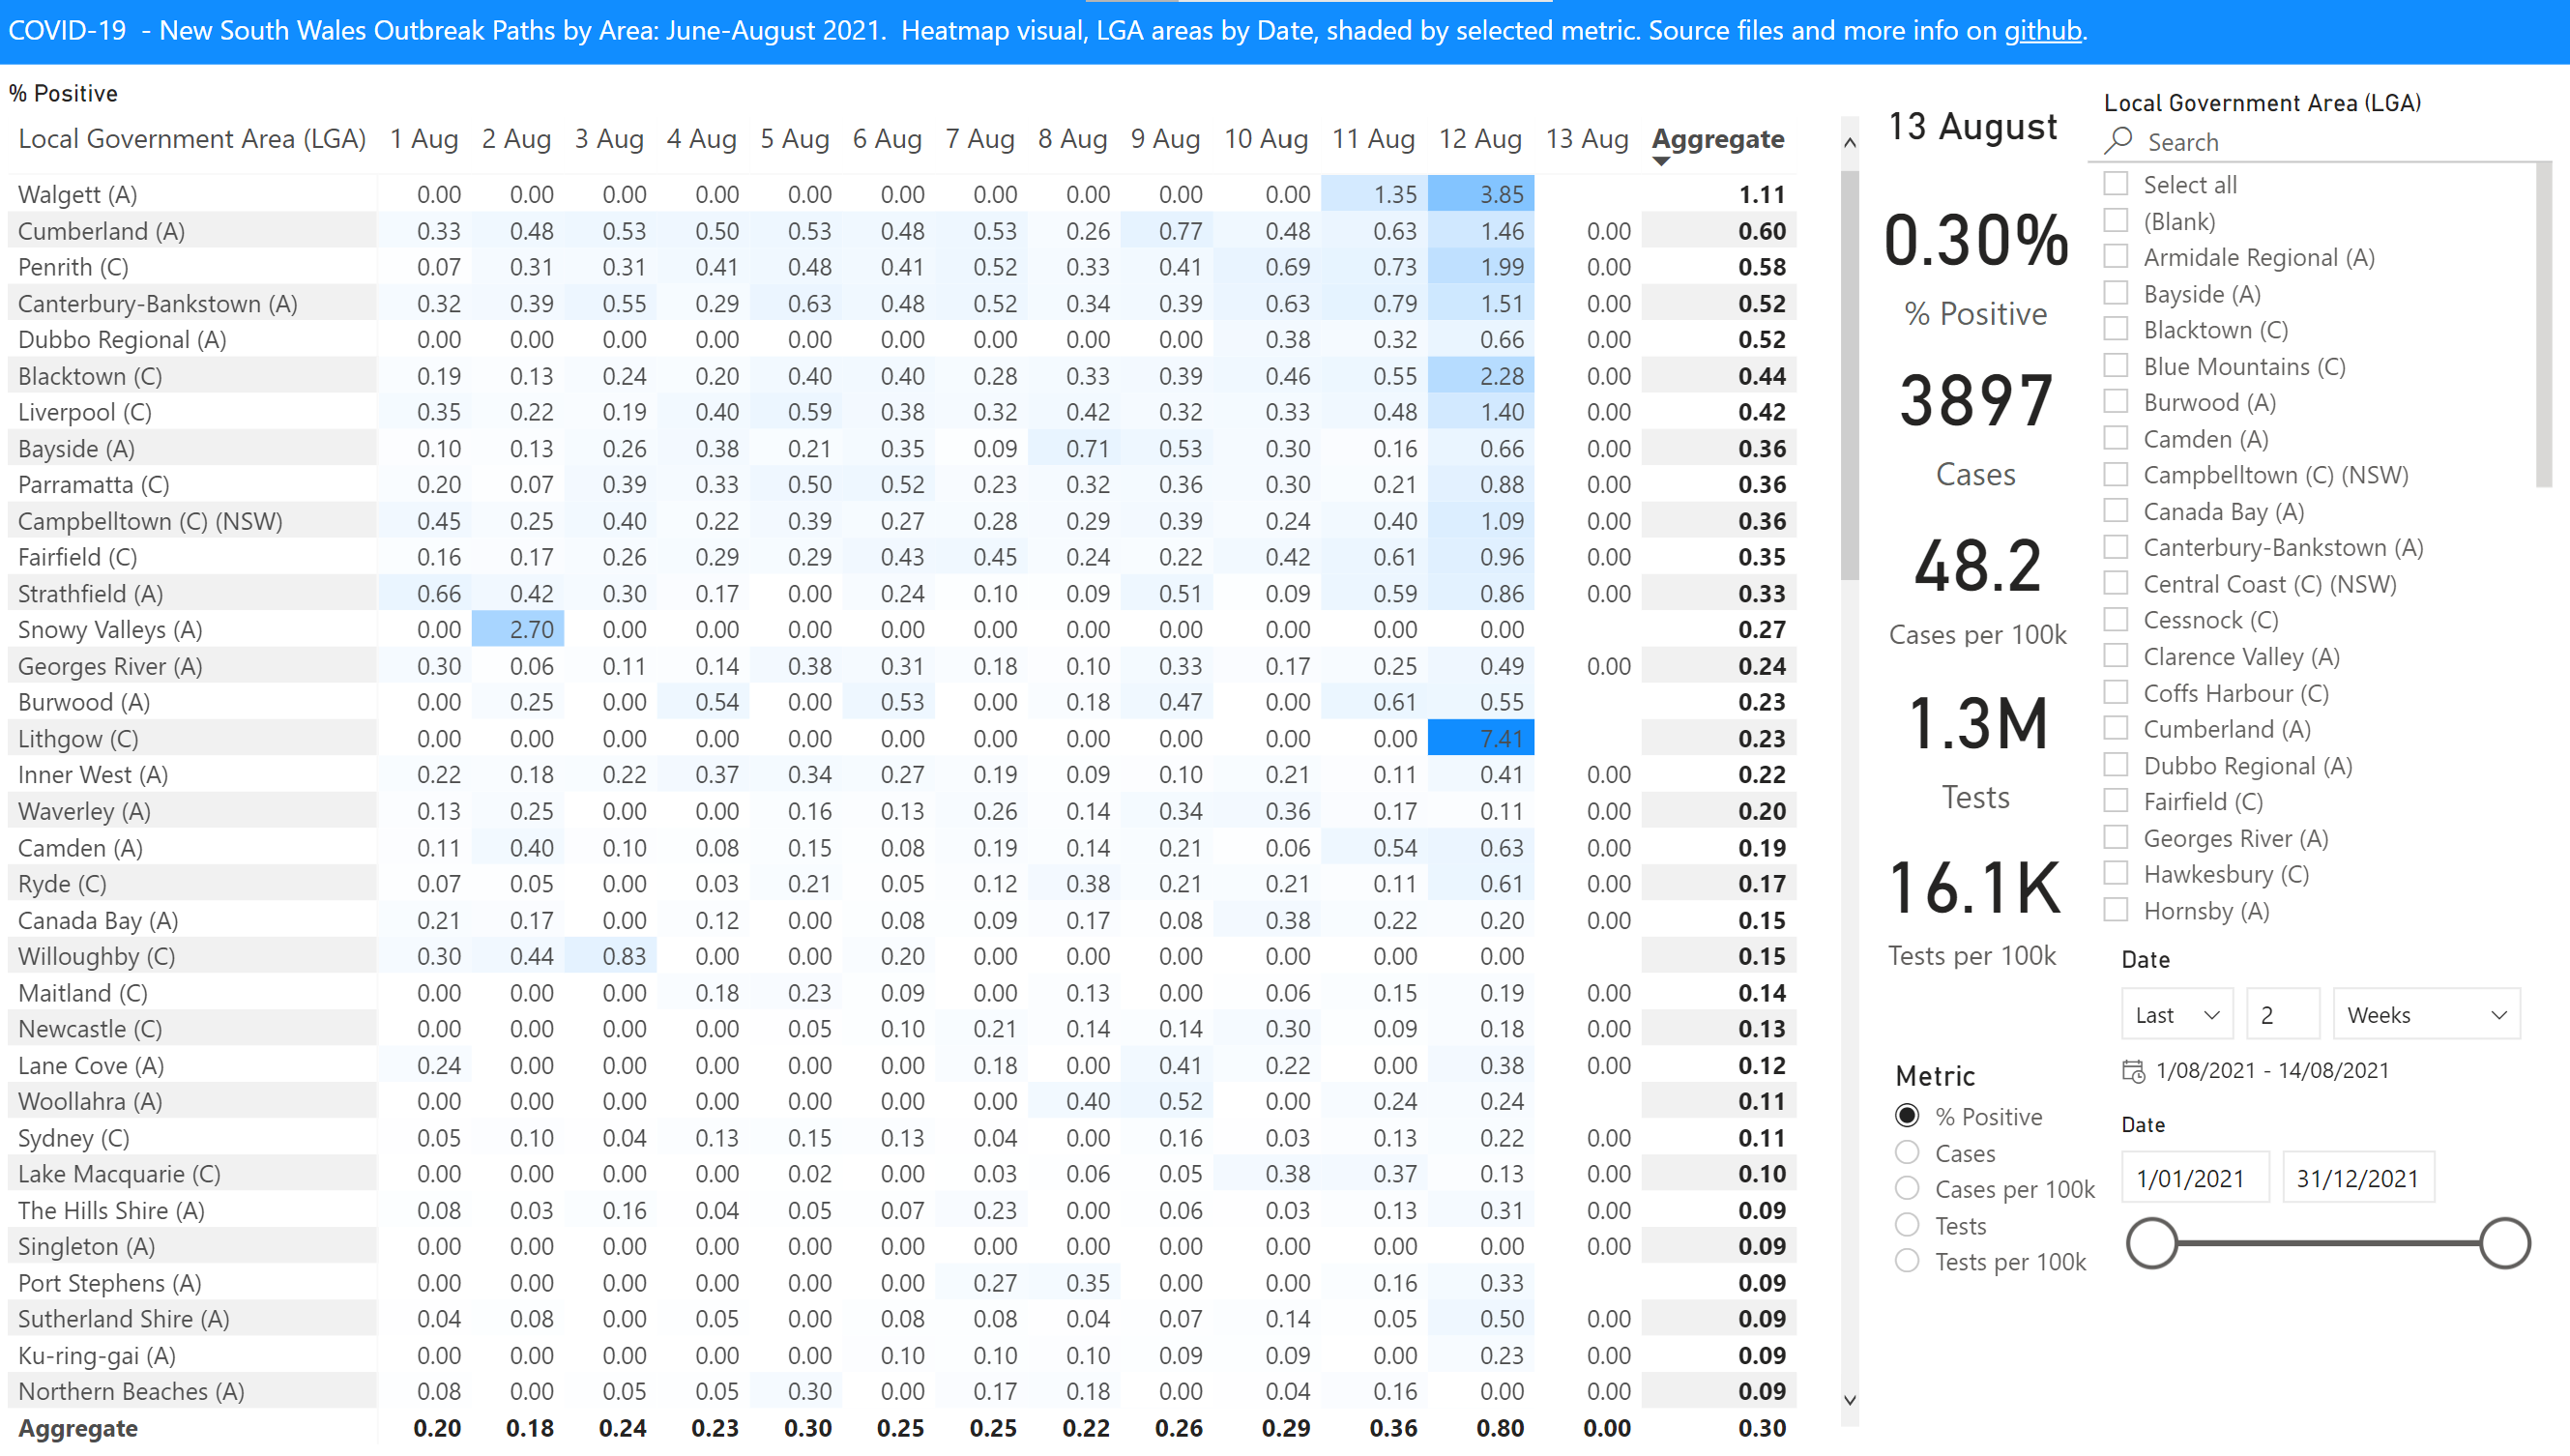 COVID-19 - New South Wales Outbreak Paths by Area: June-August 2021. Heatmap visual, LGA areas by Date, shaded by selected metric. Source files and more info on github.
% Positive
Local Government Area (LGA) 1 Aug 2 Aug 3 Aug 4 Aug 5 Aug 6 Aug 7 Aug 8 Aug 9 Aug 10 Aug 11 Aug 12 Aug 13 Aug Aggregate
Walgett (A) 0.00 0.00 0.00 0.00 0.00 0.00 0.00 0.00 0.00 0.00 1.35 3.85 1.11
Cumberland (A) 0.33 0.48 0.53 0.50 0.53 0.48 0.53 0.26 0.77 0.48 0.63 1.46 0.00 0.60
Penrith (C) 0.07 0.31 0.31 0.41 0.48 0.41 0.52 0.33 0.41 0.69 0.73 1.99 0.00 0.58
Canterbury-Bankstown (A) 0.32 0.39 0.55 0.29 0.63 0.48 0.52 0.34 0.39 0.63 0.79 1.51 0.00 0.52
Dubbo Regional (A) 0.00 0.00 0.00 0.00 0.00 0.00 0.00 0.00 0.00 0.38 0.32 0.66 0.00 0.52
Blacktown (C) 0.19 0.13 0.24 0.20 0.40 0.40 0.28 0.33 0.39 0.46 0.55 2.28 0.00 0.44
Liverpool (C) 0.35 0.22 0.19 0.40 0.59 0.38 0.32 0.42 0.32 0.33 0.48 1.40 0.00 0.42
Bayside (A) 0.10 0.13 0.26 0.38 0.21 0.35 0.09 0.71 0.53 0.30 0.16 0.66 0.00 0.36
Parramatta (C) 0.20 0.07 0.39 0.33 0.50 0.52 0.23 0.32 0.36 0.30 0.21 0.88 0.00 0.36
Campbelltown (C) (NSW) 0.45 0.25 0.40 0.22 0.39 0.27 0.28 0.29 0.39 0.24 0.40 1.09 0.00 0.36
Fairfield (C) 0.16 0.17 0.26 0.29 0.29 0.43 0.45 0.24 0.22 0.42 0.61 0.96 0.00 0.35
Strathfield (A) 0.66 0.42 0.30 0.17 0.00 0.24 0.10 0.09 0.51 0.09 0.59 0.86 0.00 0.33
Snowy Valleys (A) 0.00 2.70 0.00 0.00 0.00 0.00 0.00 0.00 0.00 0.00 0.00 0.00 0.27
Georges River (A) 0.30 0.06 0.11 0.14 0.38 0.31 0.18 0.10 0.33 0.17 0.25 0.49 0.00 0.24
Burwood (A) 0.00 0.25 0.00 0.54 0.00 0.53 0.00 0.18 0.47 0.00 0.61 0.55 0.23
Lithgow (C) 0.00 0.00 0.00 0.00 0.00 0.00 0.00 0.00 0.00 0.00 0.00 7.41 0.23
Inner West (A) 0.22 0.18 0.22 0.37 0.34 0.27 0.19 0.09 0.10 0.21 0.11 0.41 0.00 0.22
Waverley (A) 0.13 0.25 0.00 0.00 0.16 0.13 0.26 0.14 0.34 0.36 0.17 0.11 0.00 0.20
Camden (A) 0.11 0.40 0.10 0.08 0.15 0.08 0.19 0.14 0.21 0.06 0.54 0.63 0.00 0.19
Ryde (C) 0.07 0.05 0.00 0.03 0.21 0.05 0.12 0.38 0.21 0.21 0.11 0.61 0.00 0.17
Canada Bay (A) 0.21 0.17 0.00 0.12 0.00 0.08 0.09 0.17 0.08 0.38 0.22 0.20 0.00 0.15
Willoughby (C) 0.30 0.44 0.83 0.00 0.00 0.20 0.00 0.00 0.00 0.00 0.00 0.00 0.15
Maitland (C) 0.00 0.00 0.00 0.18 0.23 0.09 0.00 0.13 0.00 0.06 0.15 0.19 0.00 0.14
Newcastle (C) 0.00 0.00 0.00 0.00 0.05 0.10 0.21 0.14 0.14 0.30 0.09 0.18 0.00 0.13
Lane Cove (A) 0.24 0.00 0.00 0.00 0.00 0.00 0.18 0.00 0.41 0.22 0.00 0.38 0.00 0.12
Woollahra (A) 0.00 0.00 0.00 0.00 0.00 0.00 0.00 0.40 0.52 0.00 0.24 0.24 0.11
Sydney (C) 0.05 0.10 0.04 0.13 0.15 0.13 0.04 0.00 0.16 0.03 0.13 0.22 0.00 0.11
Lake Macquarie (C) 0.00 0.00 0.00 0.00 0.02 0.00 0.03 0.06 0.05 0.38 0.37 0.13 0.00 0.10
The Hills Shire (A) 0.08 0.03 0.16 0.04 0.05 0.07 0.23 0.00 0.06 0.03 0.13 0.31 0.00 0.09
Singleton (A) 0.00 0.00 0.00 0.00 0.00 0.00 0.00 0.00 0.00 0.00 0.00 0.00 0.00 0.09
Port Stephens (A) 0.00 0.00 0.00 0.00 0.00 0.00 0.27 0.35 0.00 0.00 0.16 0.33 0.09
Sutherland Shire (A) 0.04 0.08 0.00 0.05 0.00 0.08 0.08 0.04 0.07 0.14 0.05 0.50 0.00 0.09
Ku-ring-gai (A) 0.00 0.00 0.00 0.00 0.00 0.10 0.10 0.10 0.09 0.09 0.00 0.23 0.00 0.09
Northern Beaches (A) 0.08 0.00 0.05 0.05 0.30 0.00 0.17 0.18 0.00 0.04 0.16 0.00 0.00 0.09
Aggregate 0.20 0.18 0.24 0.23 0.30 0.25 0.25 0.22 0.26 0.29 0.36 0.80 0.00 0.30
13 August
0.30%
% Positive
3897
Cases
48.2
Cases per 100k
1.3M
Tests
16.1K
Tests per 100k
Metric
% Positive
Cases
Cases per 100k
Tests
Tests per 100k
Local Government Area (LGA)
Search
Select all
(Blank)
Armidale Regional (A)
Bayside (A)
Blacktown (C)
Blue Mountains (C)
Burwood (A)
Camden (A)
Campbelltown (C) (NSW)
Canada Bay (A)
Canterbury-Bankstown (A)
Central Coast (C) (NSW)
Cessnock (C)
Clarence Valley (A)
Coffs Harbour (C)
Cumberland (A)
Dubbo Regional (A)
Fairfield (C)
Georges River (A)
Hawkesbury (C)
Hornsby (A)
Date
Last 2 Weeks
1/08/2021 - 14/08/2021
Date
1/01/2021 31/12/2021